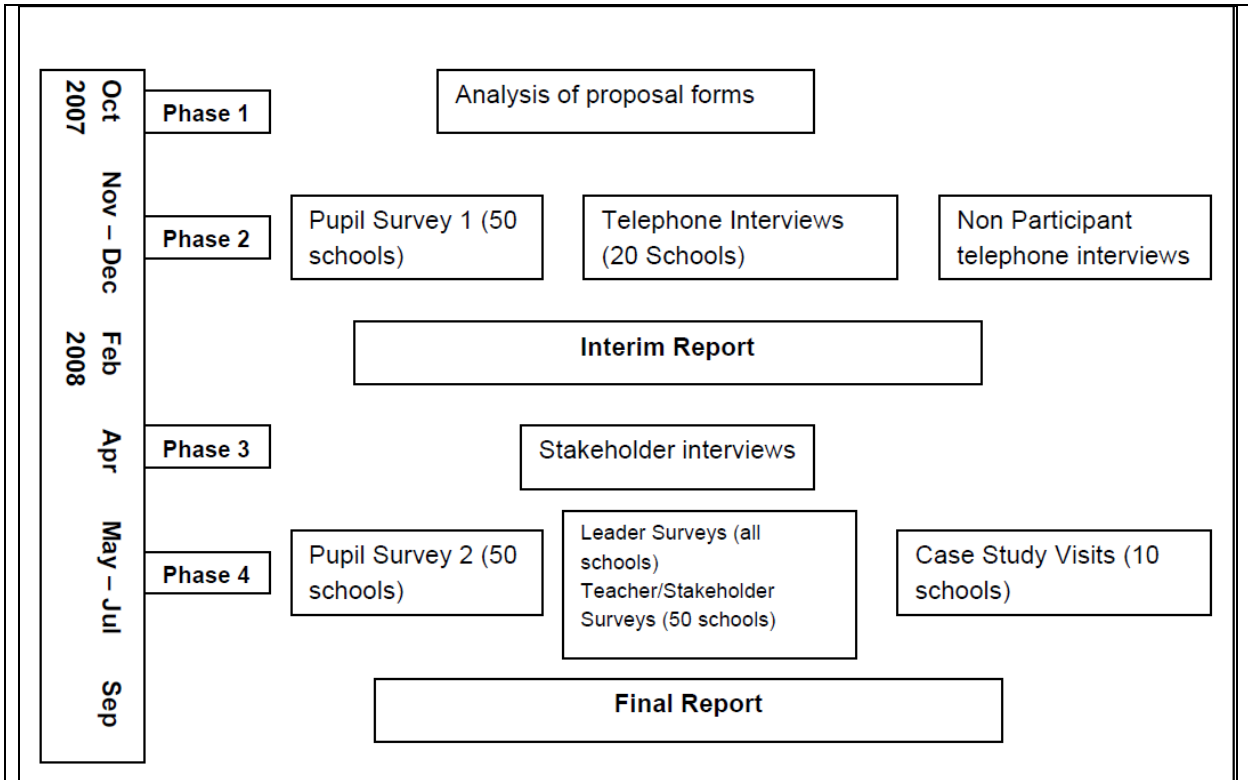 Oct
2007
Phase 1
Analysis of proposal forms
Nov – Dec
Phase 2
Pupil Survey 1 (50
schools)
Telephone Interviews
(20 Schools)
Non Participant
telephone interviews
Feb
2008
Interim Report
Apr
Phase 3
Stakeholder interviews
May – Jul
Phase 4
Pupil Survey 2 (50
schools)
Leader Surveys (all
schools)
Teacher/Stakeholder
Surveys (50 schools)
Case Study Visits (10
schools)
Sep
Final Report